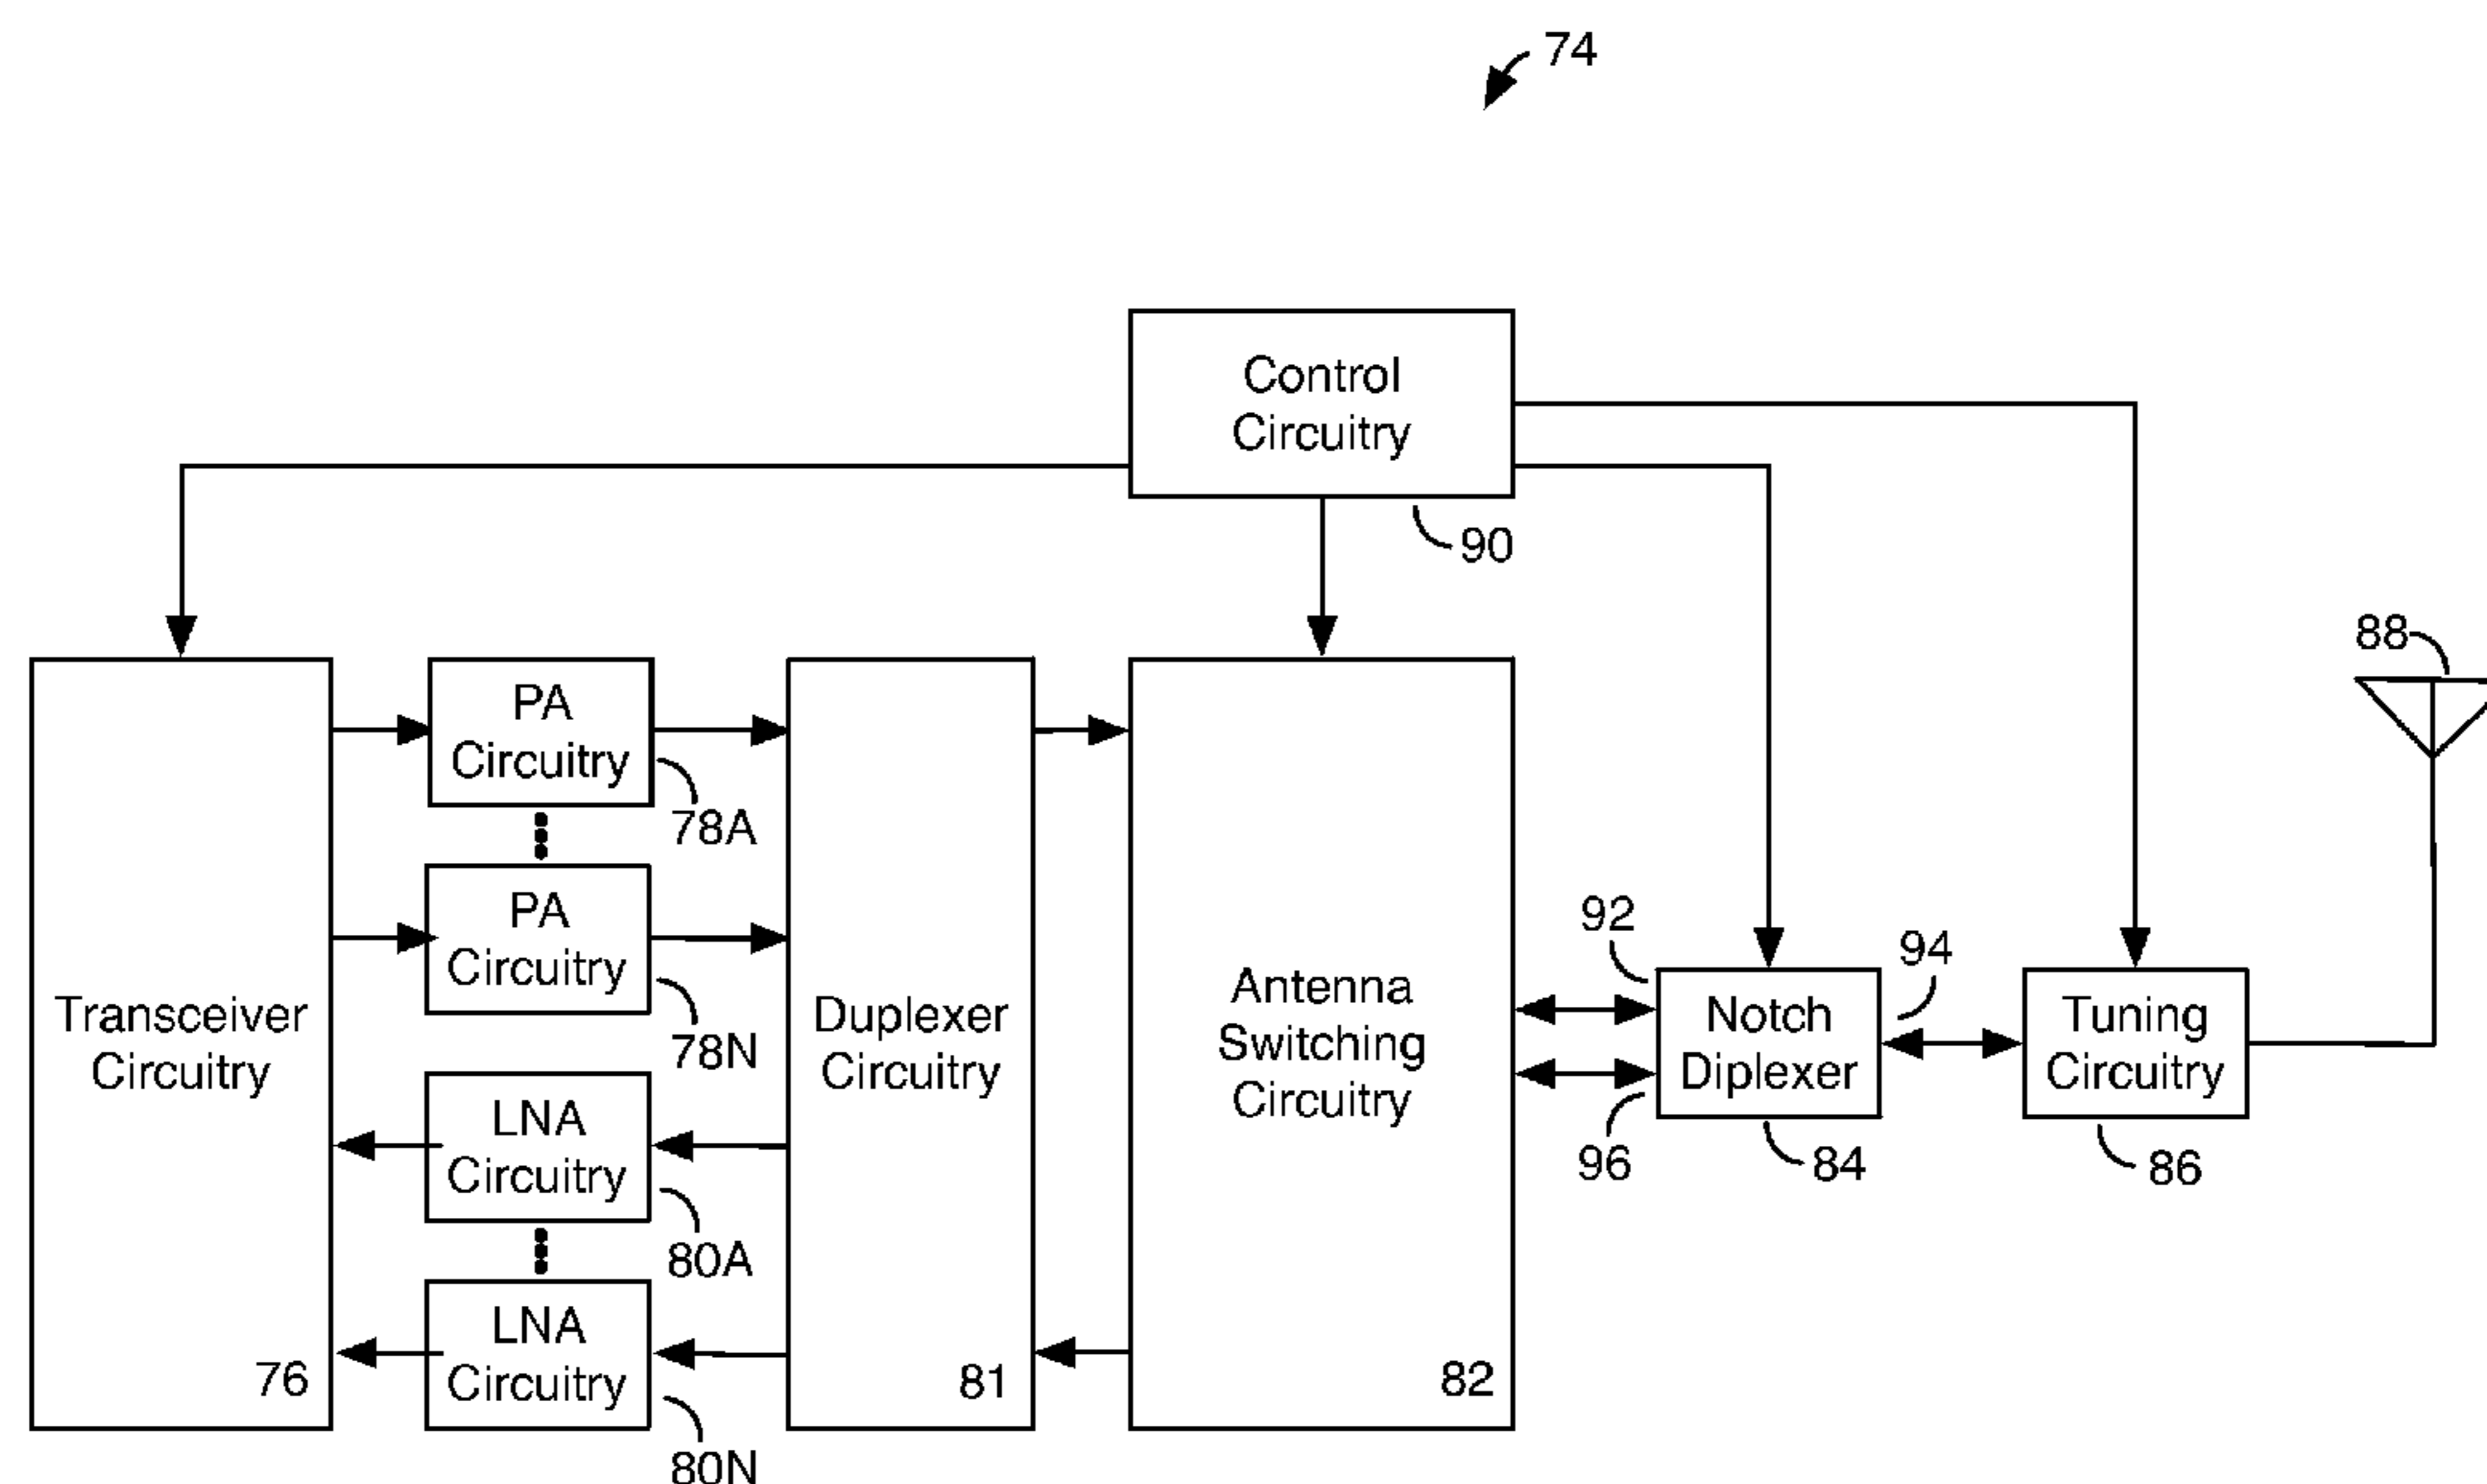 74
Control
Circuitry
90
88
PA
Circuitry
78A
PA
Circuitry
78N
LNA
Circuitry
80A
LNA
Circuitry
80N
Transceiver
Circuitry
76
Duplexer
Circuitry
81
Antenna
Switching
Circuitry
82
92
96
Notch
Diplexer
84
94
Tuning
Circuitry
86